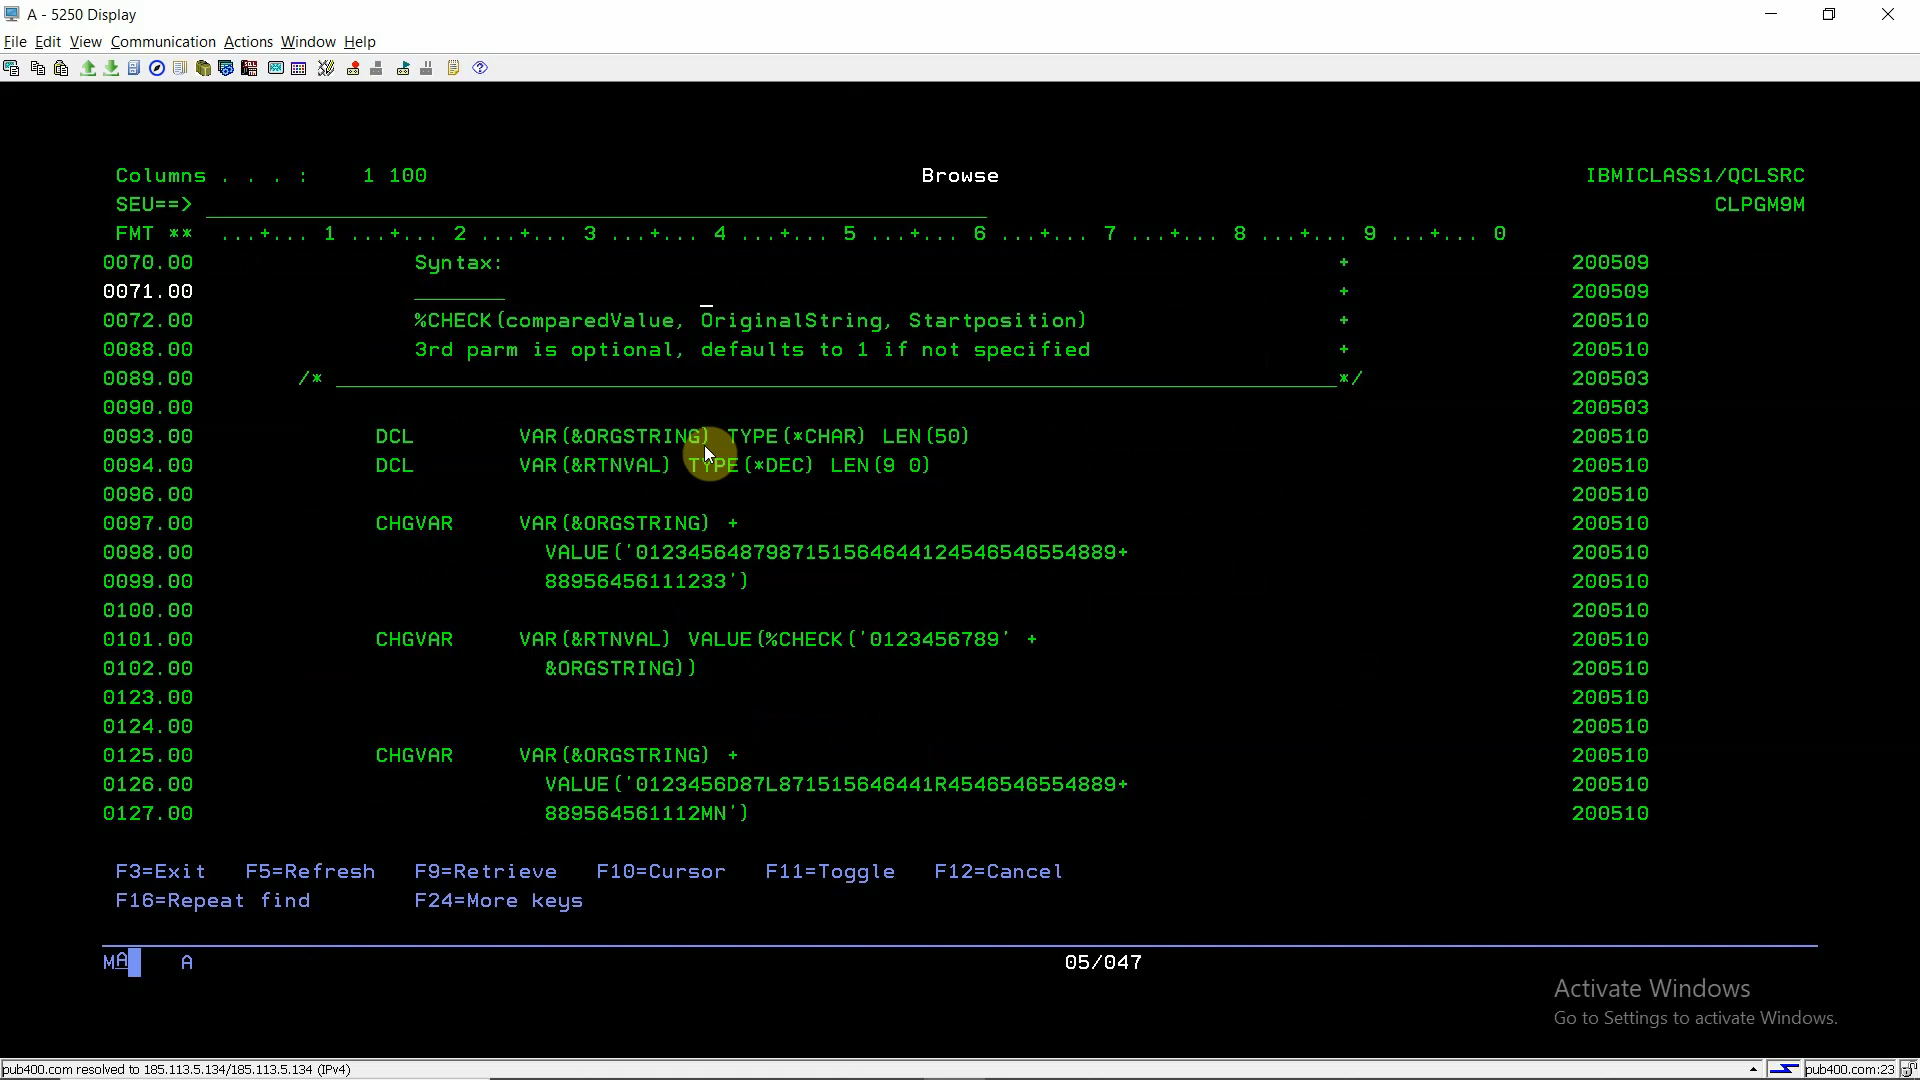 A - 5250 Display
File Edit View Communication Actions Window Help
Columns . . . :    1 100    Browse    IBMICLASS1/QCLSRC
SEU==>    CLPGM9M
FMT **  ...+... 1 ...+... 2 ...+... 3 ...+... 4 ...+... 5 ...+... 6 ...+... 7 ...+... 8 ...+... 9 ...+... 0
0070.00    Syntax:    +    200509
0071.00    _______    +    200509
0072.00    %CHECK(comparedValue, OriginalString, Startposition)    +    200510
0088.00    3rd parm is optional, defaults to 1 if not specified    +    200510
0089.00    /* _____________________________________________________________________________*/    200503
0090.00    200503
0093.00    DCL    VAR(&ORGSTRING) TYPE(*CHAR) LEN(50)    200510
0094.00    DCL    VAR(&RTNVAL) TYPE(*DEC) LEN(9 0)    200510
0096.00    200510
0097.00    CHGVAR    VAR(&ORGSTRING) +    200510
0098.00    VALUE('012345648798715156464412454654655488​9+    200510
0099.00    88956456111233')    200510
0100.00    200510
0101.00    CHGVAR    VAR(&RTNVAL) VALUE(%CHECK('0123456789' +    200510
0102.00    &ORGSTRING))    200510
0123.00    200510
0124.00    200510
0125.00    CHGVAR    VAR(&ORGSTRING) +    200510
0126.00    VALUE('0123456D87L871515646441R4546546554889+    200510
0127.00    889564561112MN')    200510
F3=Exit   F5=Refresh   F9=Retrieve   F10=Cursor   F11=Toggle   F12=Cancel
F16=Repeat find    F24=More keys
MA    A    05/047
Activate Windows
Go to Settings to activate Windows.
pub400.com resolved to 185.113.5.134/185.113.5.134 (IPv4)    pub400.com:23